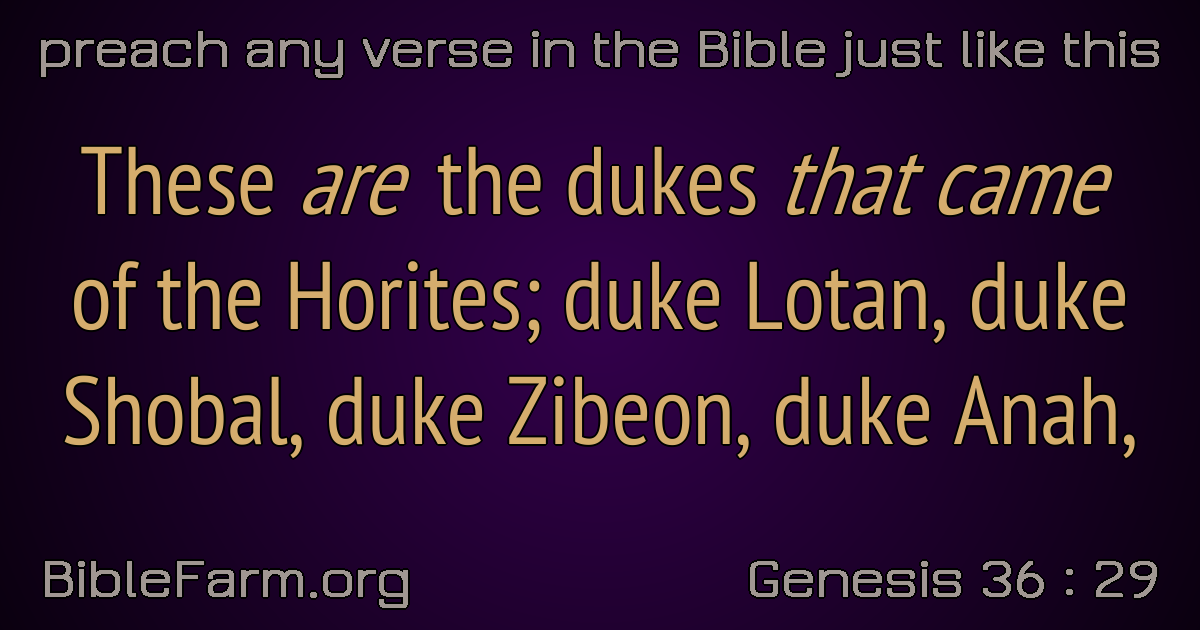 preach any verse in the Bible just like this
These are the dukes that came
of the Horites; duke Lotan, duke
Shobal, duke Zibeon, duke Anah,
BibleFarm.org
Genesis 36 : 29